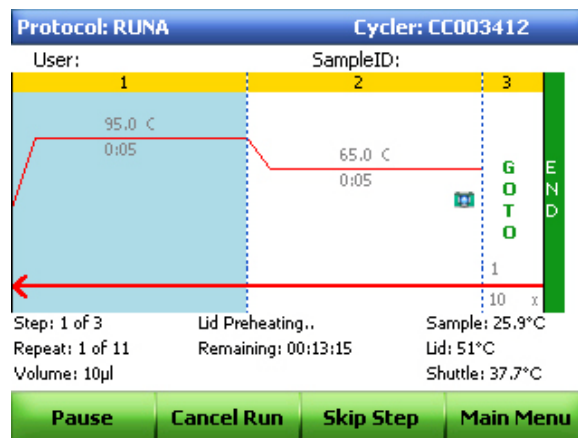 Protocol: RUNA Cycler: CC003412
User: SampleID:
1 2 3
95.0 C
0:05
65.0 C
0:05
GOTO
END
1
10 x
Step: 1 of 3 Lid Preheating.. Sample: 25.9°C
Repeat: 1 of 11 Remaining: 00:13:15 Lid: 51°C
Volume: 10µl Shuttle: 37.7°C
Pause Cancel Run Skip Step Main Menu